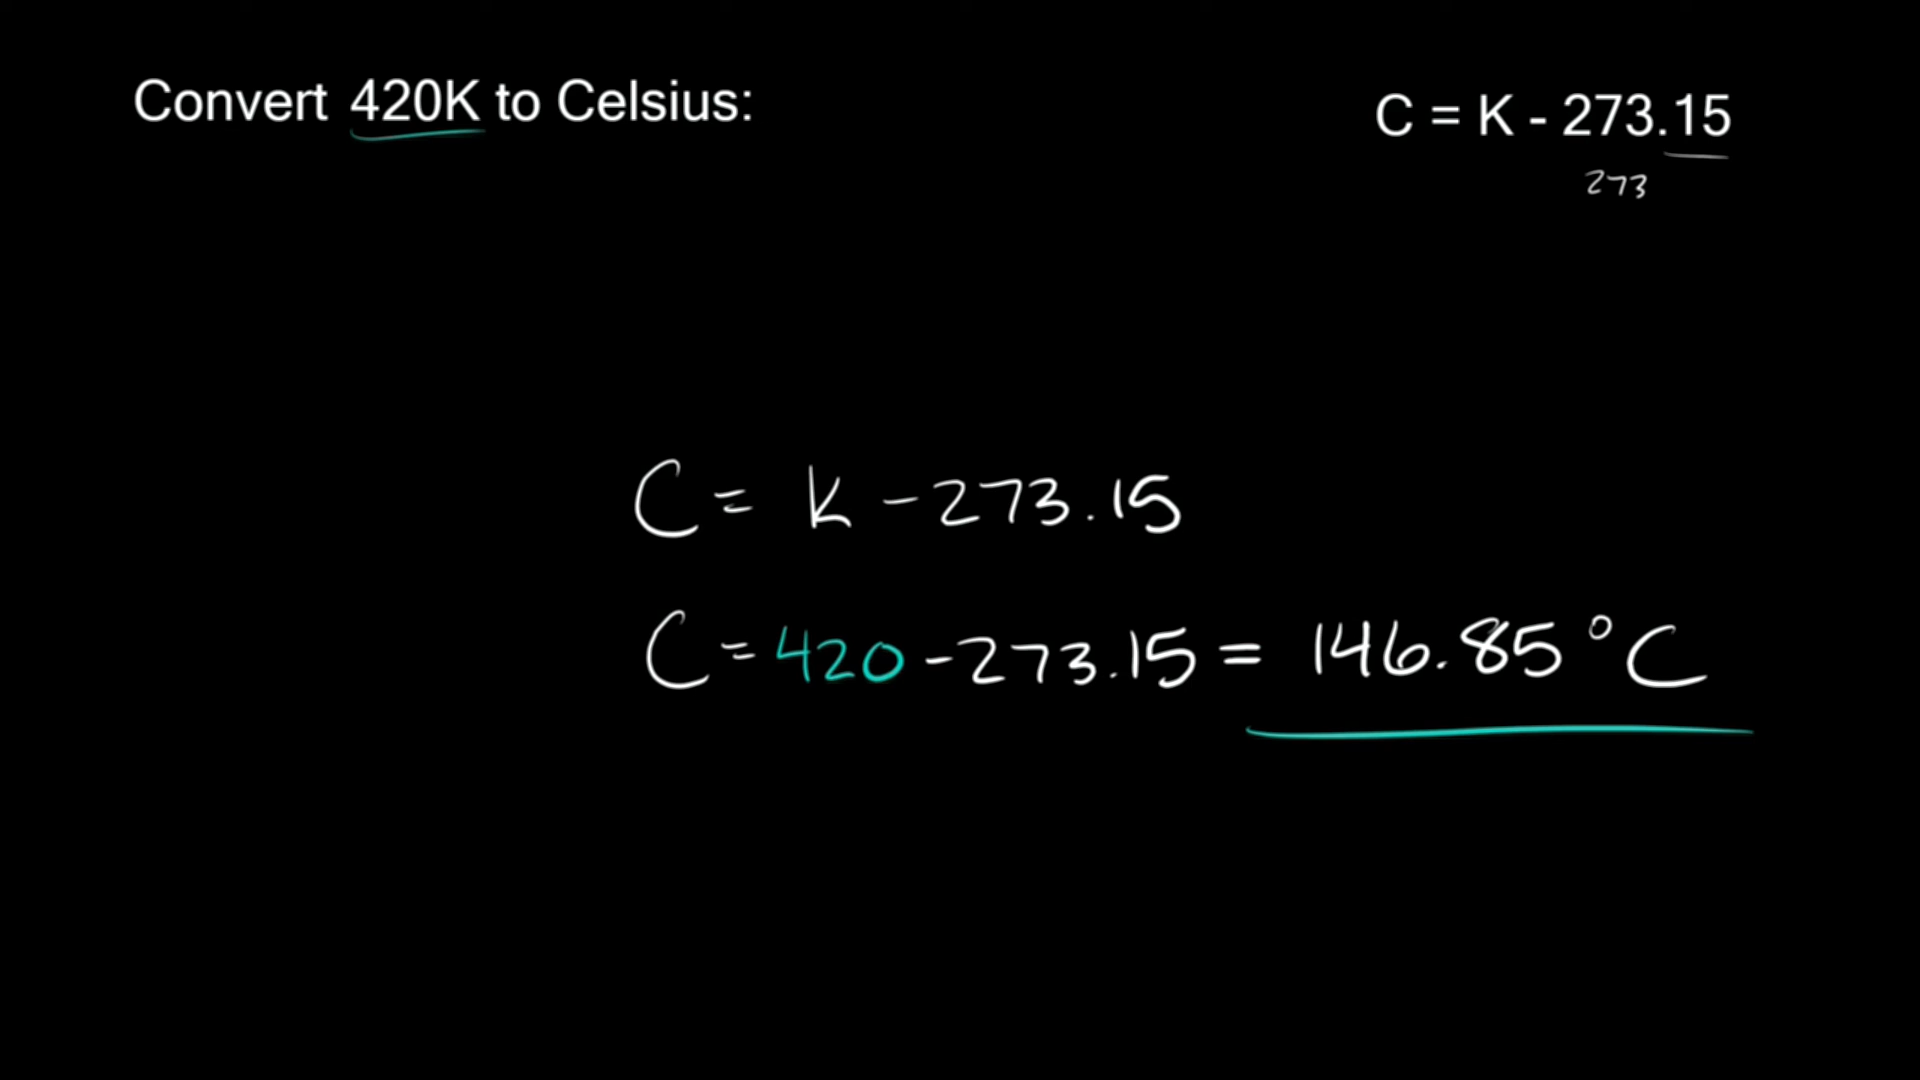 Convert 420K to Celsius:
C = K - 273.15
273
C = K - 273.15
C = 420 - 273.15 = 146.85 °C